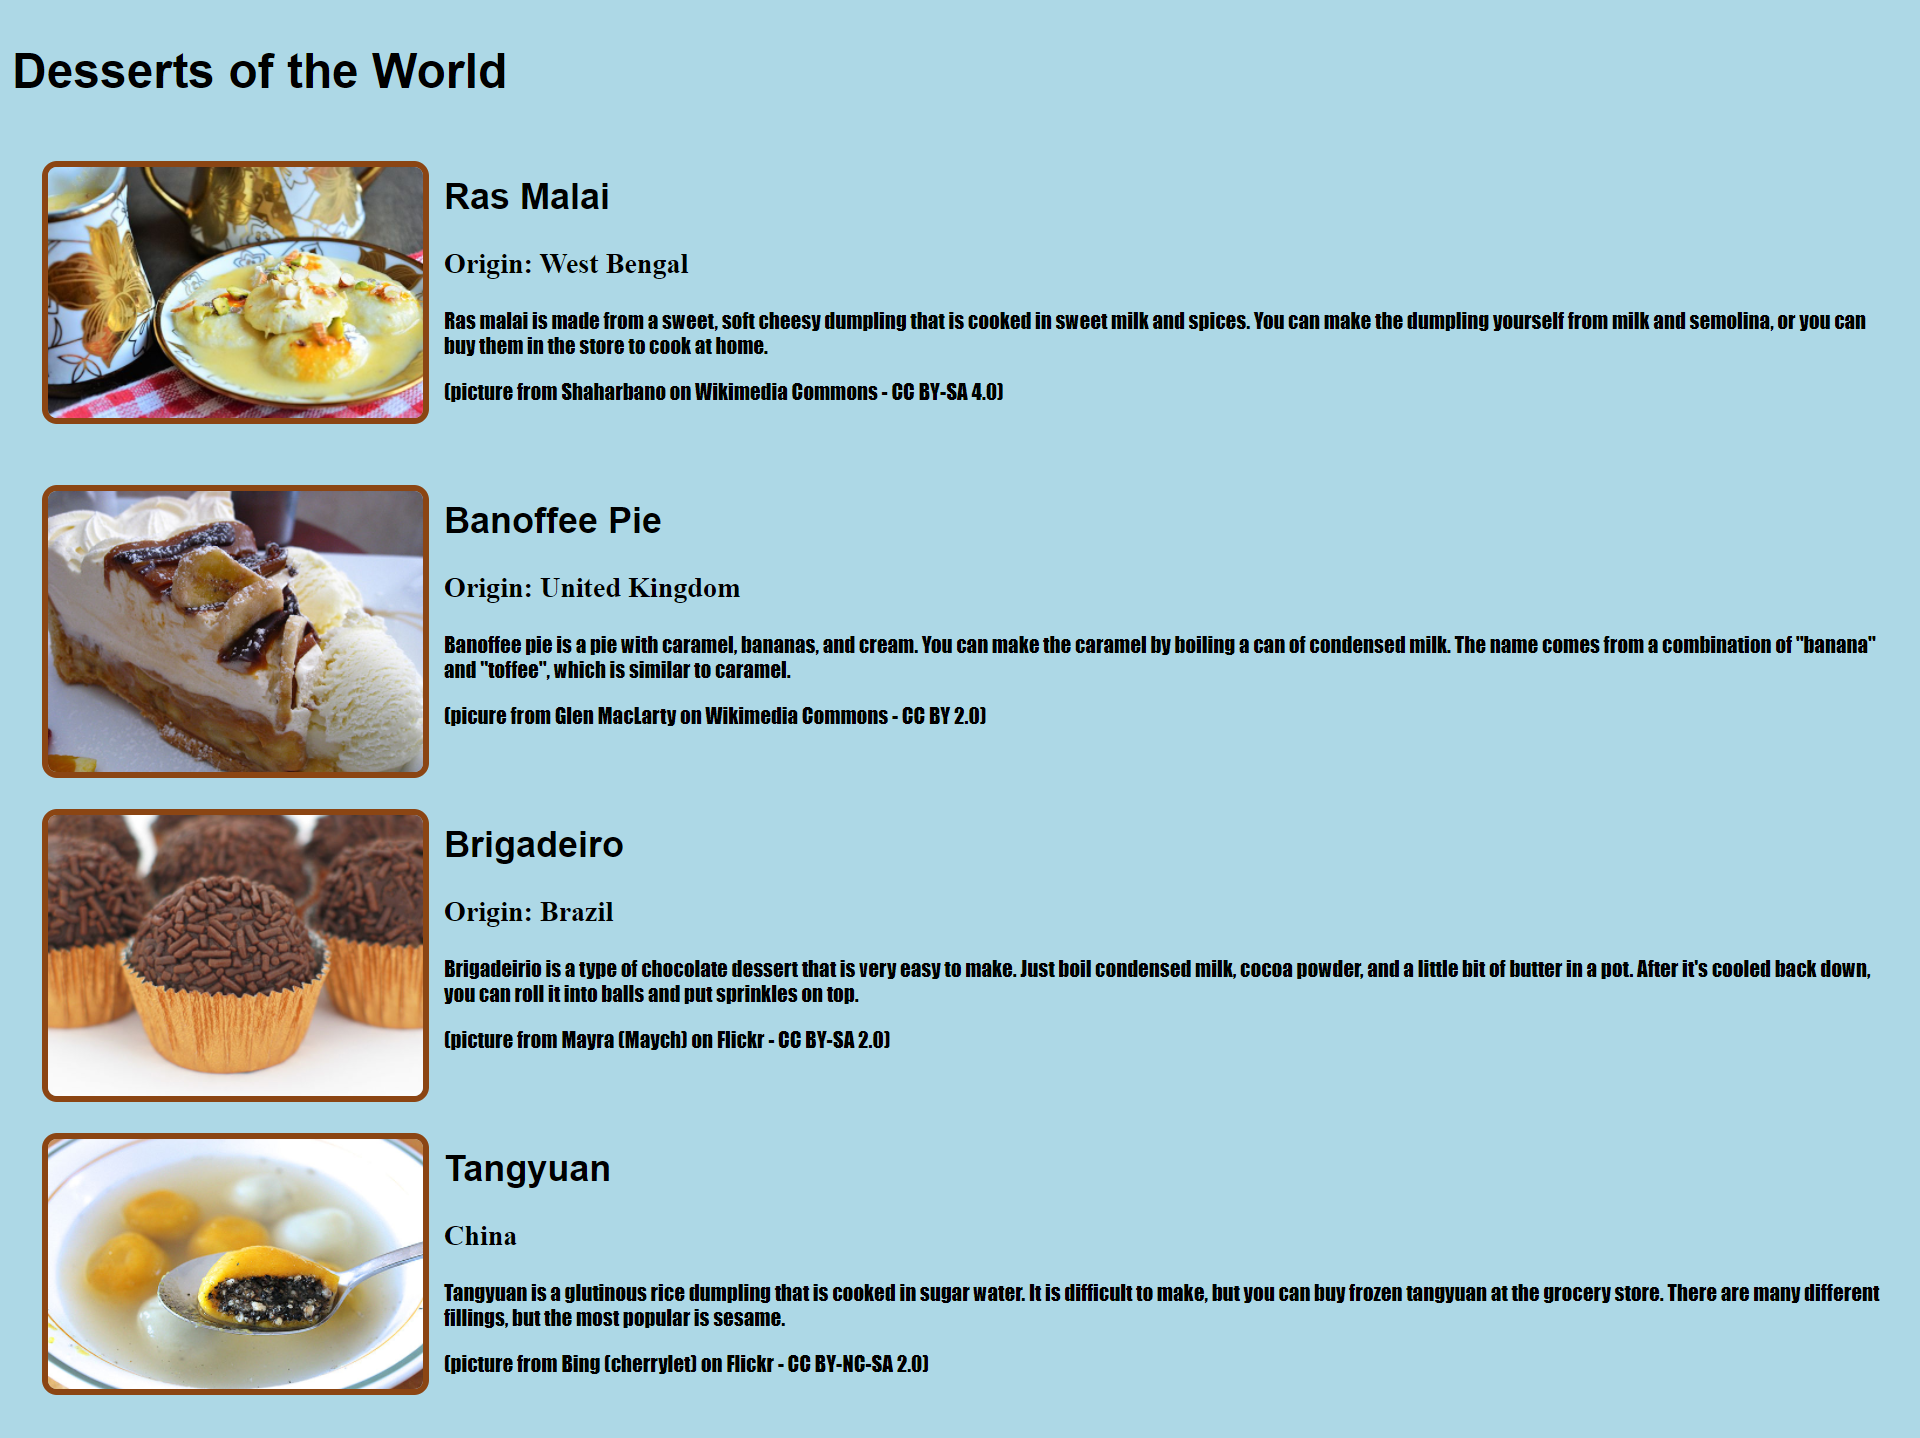 Desserts of the World
Ras Malai
Origin: West Bengal
Ras malai is made from a sweet, soft cheesy dumpling that is cooked in sweet milk and spices. You can make the dumpling yourself from milk and semolina, or you can
buy them in the store to cook at home.
(picture from Shaharbano on Wikimedia Commons - CC BY-SA 4.0)
Banoffee Pie
Origin: United Kingdom
Banoffee pie is a pie with caramel, bananas, and cream. You can make the caramel by boiling a can of condensed milk. The name comes from a combination of "banana"
and "toffee", which is similar to caramel.
(picure from Glen MacLarty on Wikimedia Commons - CC BY 2.0)
Brigadeiro
Origin: Brazil
Brigadeirio is a type of chocolate dessert that is very easy to make. Just boil condensed milk, cocoa powder, and a little bit of butter in a pot. After it's cooled back down,
you can roll it into balls and put sprinkles on top.
(picture from Mayra (Maych) on Flickr - CC BY-SA 2.0)
Tangyuan
China
Tangyuan is a glutinous rice dumpling that is cooked in sugar water. It is difficult to make, but you can buy frozen tangyuan at the grocery store. There are many different
fillings, but the most popular is sesame.
(picture from Bing (cherrylet) on Flickr - CC BY-NC-SA 2.0)